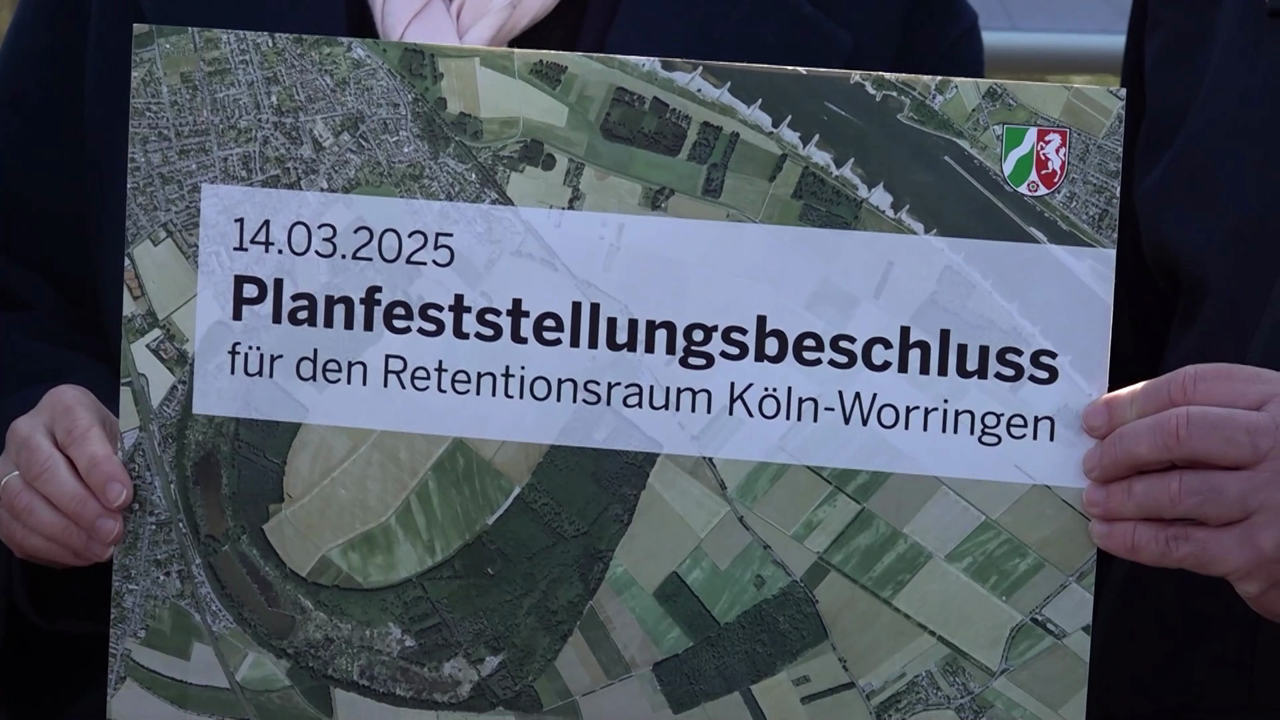 14.03.2025
Planfeststellungsbeschluss
für den Retentionsraum Köln-Worringen